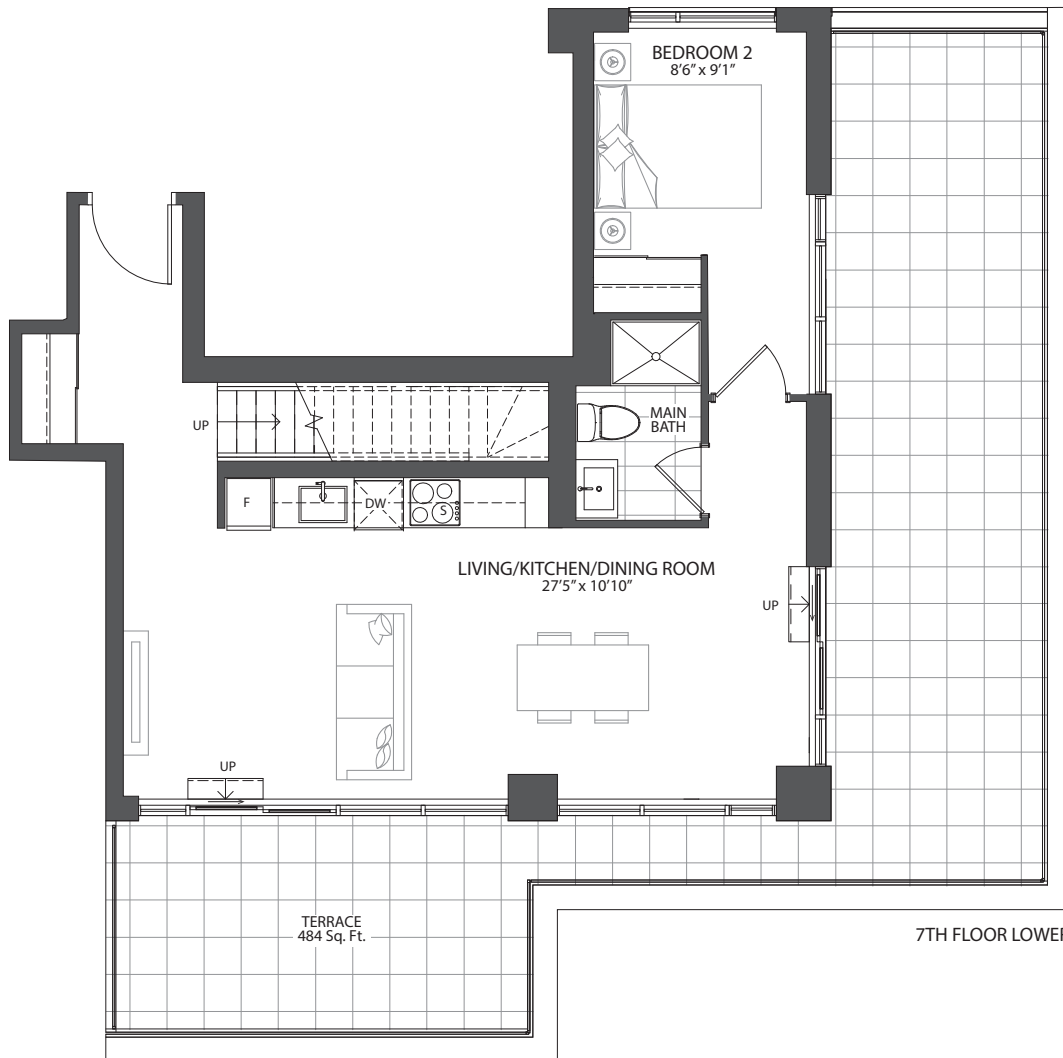 BEDROOM 2
8'6" x 9'1"
UP
MAIN
BATH
F
DW
S
LIVING/KITCHEN/DINING ROOM
27'5" x 10'10"
UP
UP
TERRACE
484 Sq. Ft.
7TH FLOOR LOWER